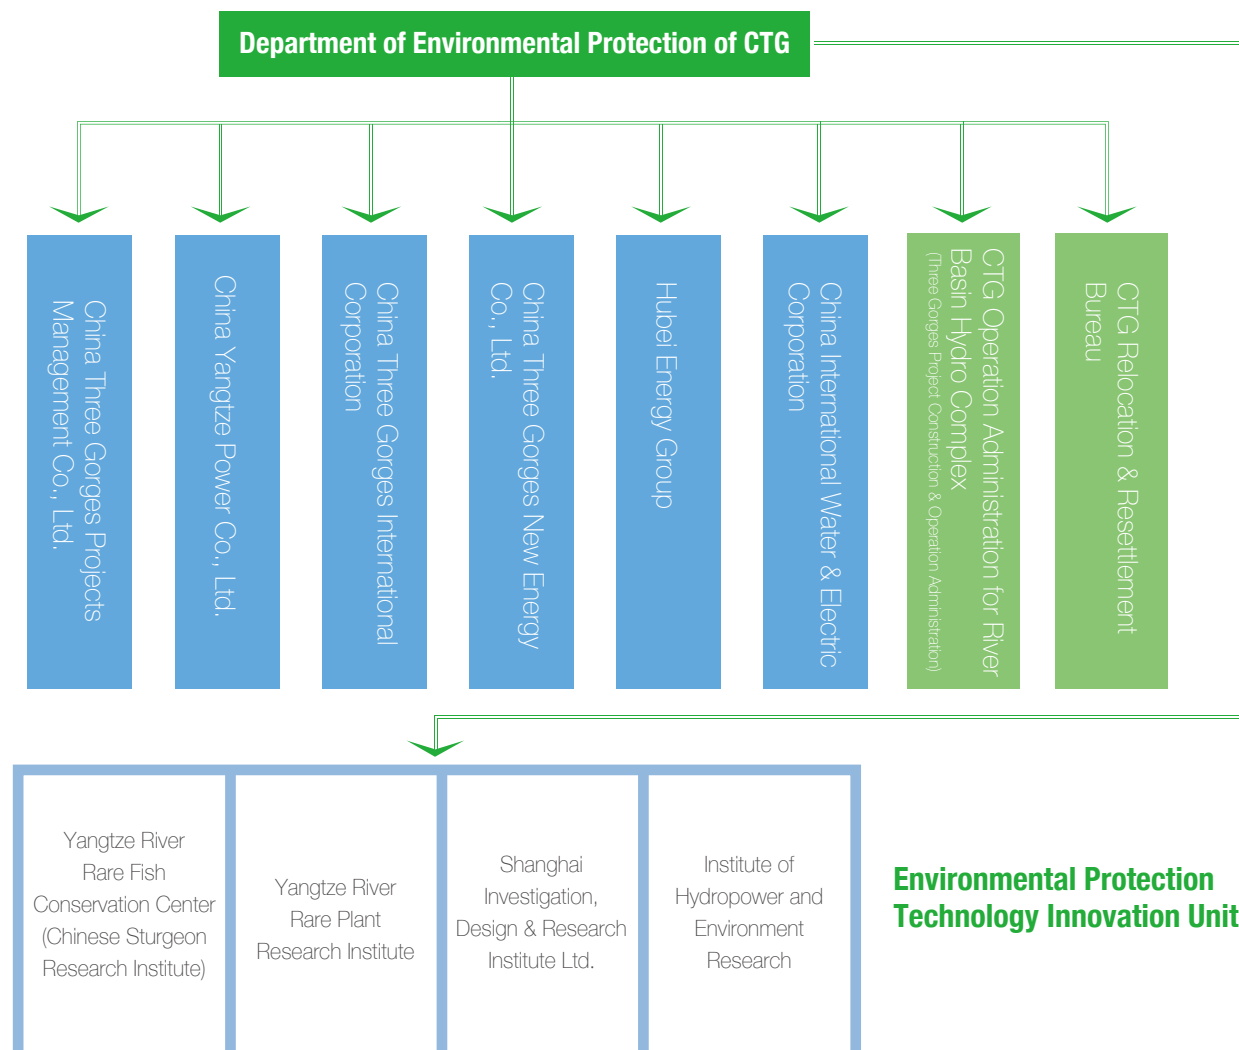 Department of Environmental Protection of CTG
China Three Gorges Projects
Management Co., Ltd.
China Yangtze Power Co., Ltd.
China Three Gorges International
Corporation
China Three Gorges New Energy
Co., Ltd.
Hubei Energy Group
China International Water & Electric
Corporation
CTG Operation Administration for River
Basin Hydro Complex
(Three Gorges Project Construction & Operation Administration)
CTG Relocation & Resettlement
Bureau
Yangtze River
Rare Fish
Conservation Center
(Chinese Sturgeon
Research Institute)
Yangtze River
Rare Plant
Research Institute
Shanghai
Investigation,
Design & Research
Institute Ltd.
Institute of
Hydropower and
Environment
Research
Environmental Protection
Technology Innovation Unit